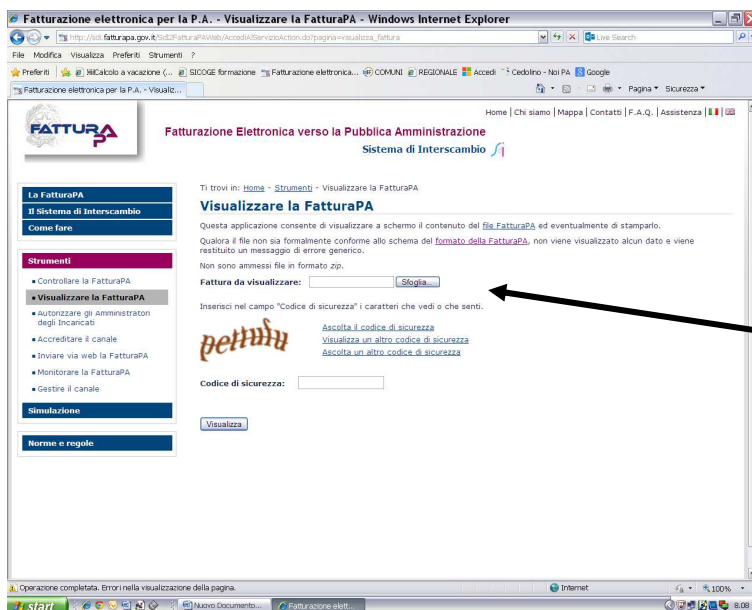 Fatturazione elettronica per la P.A. - Visualizzare la FatturaPA - Windows Internet Explorer
http://sdi.fatturapa.gov.it/SdI2FatturaPAWeb/AccediAlServizioAction.do?pagina=visualizza_fattura
Live Search
File Modifica Visualizza Preferiti Strumenti ?
Preferiti HilCalcolo a vacazione (... SICOGE formazione Fatturazione elettronica... COMUNI REGIONALE Accedi Cedolino - Noi PA Google
Fatturazione elettronica per la P.A. - Visualiz...
Pagina Sicurezza
Home | Chi siamo | Mappa | Contatti | F.A.Q. | Assistenza
FATTURA
P
Fatturazione Elettronica verso la Pubblica Amministrazione
Sistema di Interscambio
La FatturaPA
Il Sistema di Interscambio
Come fare
Strumenti
Controllare la FatturaPA
Visualizzare la FatturaPA
Autorizzare gli Amministratori
degli Incaricati
Accreditare il canale
Inviare via web la FatturaPA
Monitorare la FatturaPA
Gestire il canale
Simulazione
Norme e regole
Ti trovi in: Home - Strumenti - Visualizzare la FatturaPA
Visualizzare la FatturaPA
Questa applicazione consente di visualizzare a schermo il contenuto del file FatturaPA ed eventualmente di stamparlo.
Qualora il file non sia formalmente conforme allo schema del formato della FatturaPA, non viene visualizzato alcun dato e viene
restituito un messaggio di errore generico.
Non sono ammessi file in formato zip.
Fattura da visualizzare: Sfoglia...
Inserisci nel campo "Codice di sicurezza" i caratteri che vedi o che senti.
Ascolta il codice di sicurezza
Visualizza un altro codice di sicurezza
Ascolta un altro codice di sicurezza
Codice di sicurezza:
Visualizza
Operazione completata. Errori nella visualizzazione della pagina.
Internet
100%
start
Nuovo Documento...
Fatturazione elett...
8.08